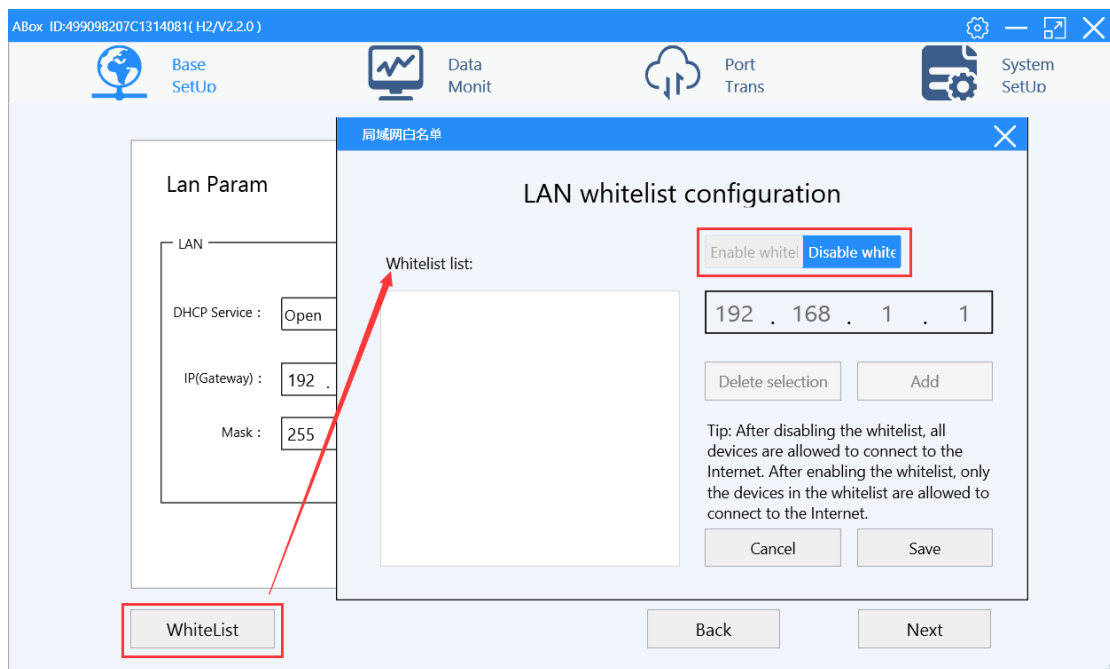 ABox ID:499098207C1314081( H2/V2.2.0 )
Base
SetUp
Data
Monit
Port
Trans
System
SetUp
局域网白名单
Lan Param
LAN
DHCP Service :
Open
IP(Gateway) :
192 .
Mask :
255
LAN whitelist configuration
Whitelist list:
Enable whitel
Disable white
192 . 168 . 1 . 1
Delete selection
Add
Tip: After disabling the whitelist, all
devices are allowed to connect to the
Internet. After enabling the whitelist, only
the devices in the whitelist are allowed to
connect to the Internet.
Cancel
Save
WhiteList
Back
Next